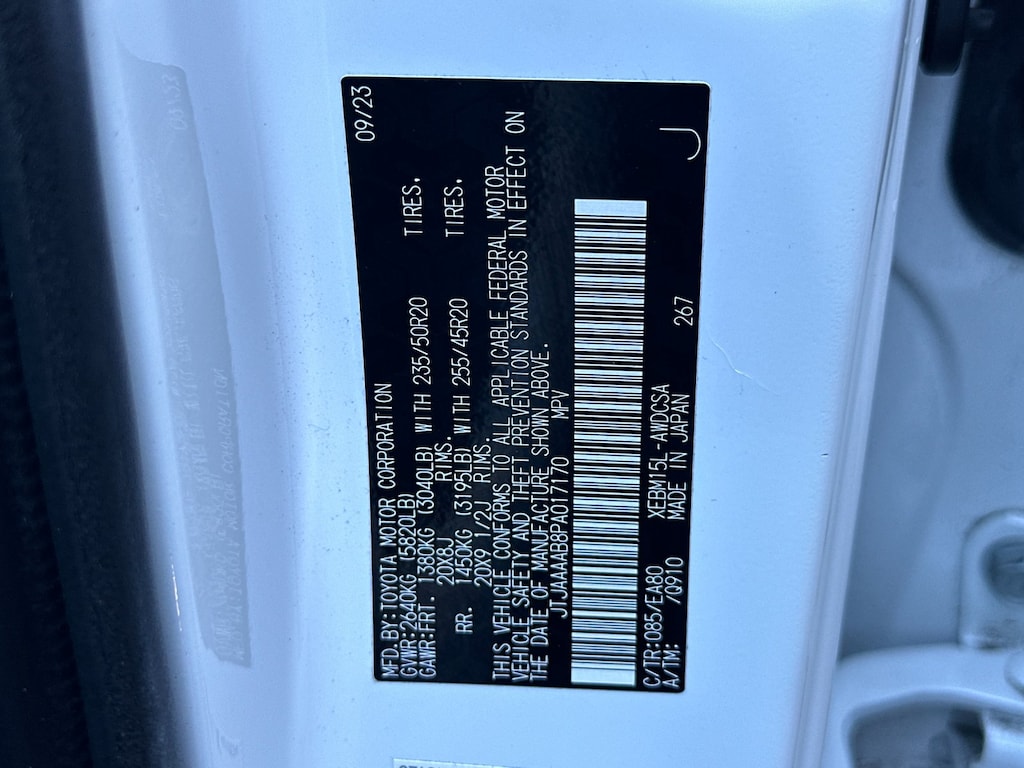 MFD.BY:TOYOTA MOTOR CORPORATION 09/23
GVWR:2640KG (5820LB)
GAWR:FRT. 1380KG (3040LB) WITH 235/50R20 TIRES,
20X8J RIMS.
RR. 1450KG (3195LB) WITH 255/45R20 TIRES,
20X9 1/2J RIMS.
THIS VEHICLE CONFORMS TO ALL APPLICABLE FEDERAL MOTOR
VEHICLE SAFETY AND THEFT PREVENTION STANDARDS IN EFFECT ON
THE DATE OF MANUFACTURE SHOWN ABOVE.
JTJAAAAB8PA017170 MPV
C/TR:085/EA80 XEBM15L-AWDCSA
A/TM: /Q910 MADE IN JAPAN 267 J